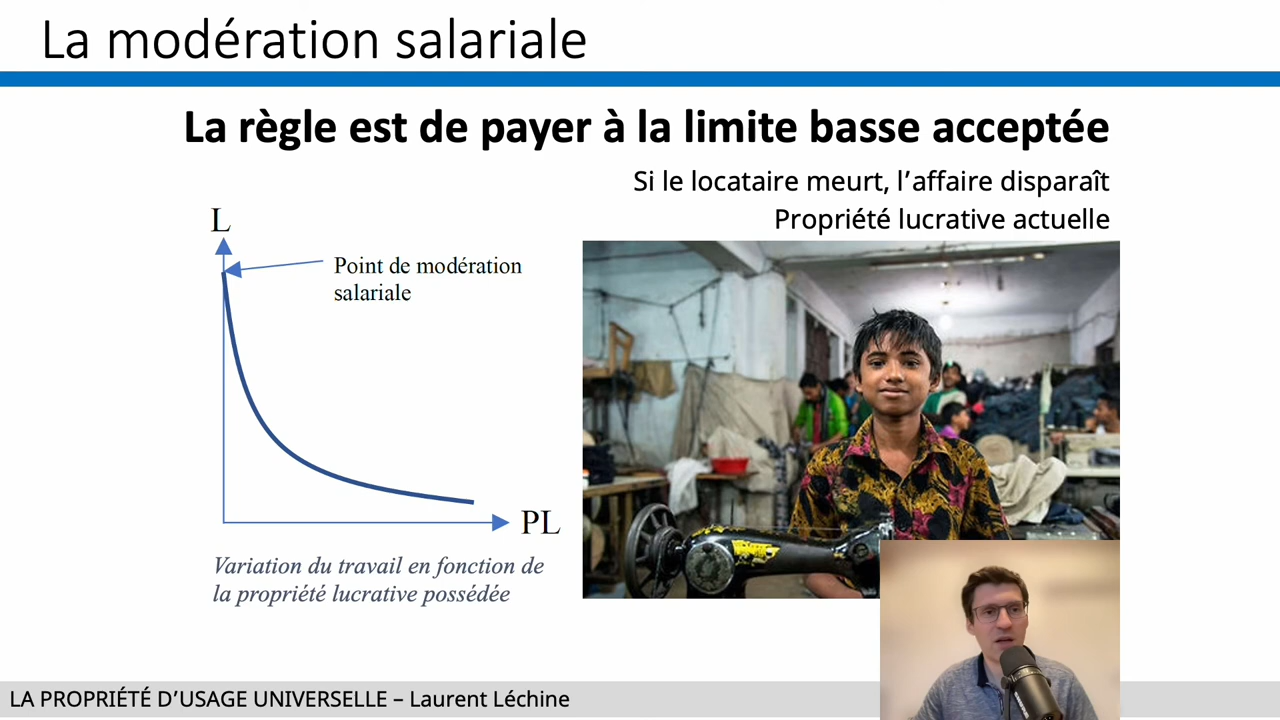 La modération salariale
La règle est de payer à la limite basse acceptée
Si le locataire meurt, l’affaire disparaît
Propriété lucrative actuelle
L
Point de modération
salariale
PL
Variation du travail en fonction de
la propriété lucrative possédée
LA PROPRIÉTÉ D’USAGE UNIVERSELLE – Laurent Léchine